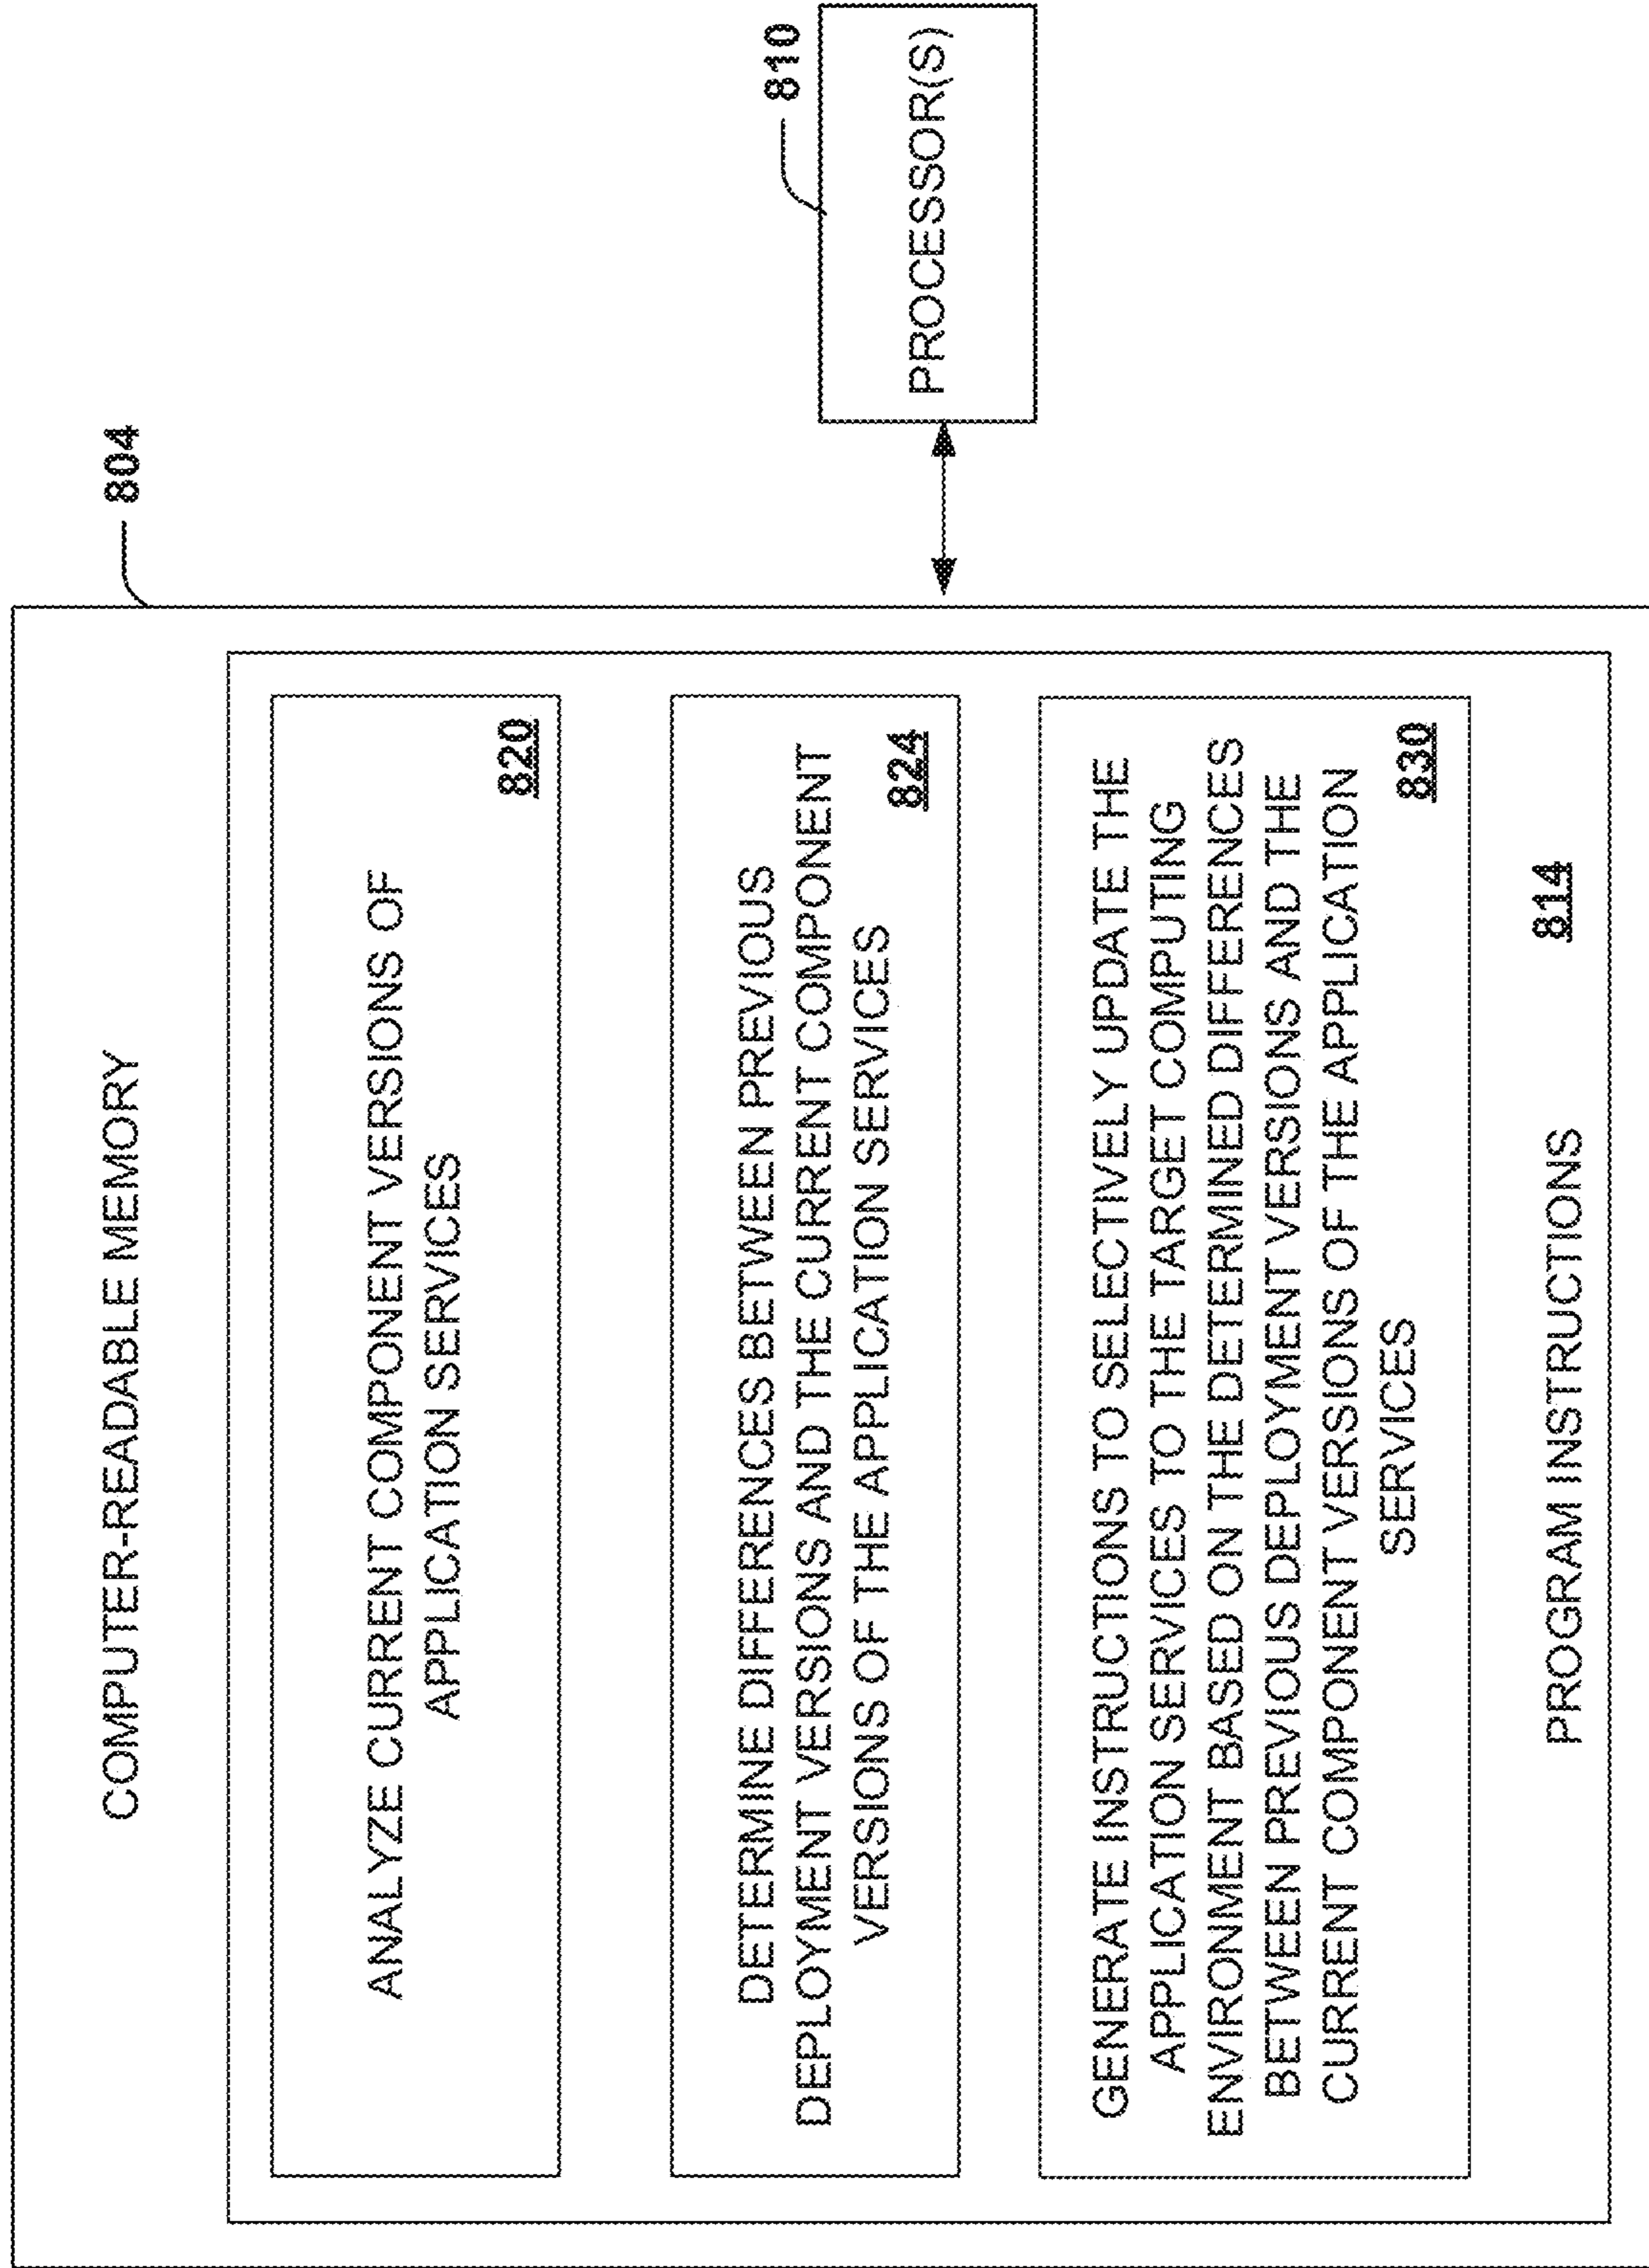 COMPUTER-READABLE MEMORY
804
ANALYZE CURRENT COMPONENT VERSIONS OF
APPLICATION SERVICES
820
DETERMINE DIFFERENCES BETWEEN PREVIOUS
DEPLOYMENT VERSIONS AND THE CURRENT COMPONENT
VERSIONS OF THE APPLICATION SERVICES
824
GENERATE INSTRUCTIONS TO SELECTIVELY UPDATE THE
APPLICATION SERVICES TO THE TARGET COMPUTING
ENVIRONMENT BASED ON THE DETERMINED DIFFERENCES
BETWEEN PREVIOUS DEPLOYMENT VERSIONS AND THE
CURRENT COMPONENT VERSIONS OF THE APPLICATION
SERVICES
830
PROGRAM INSTRUCTIONS
814
810
PROCESSOR(S)